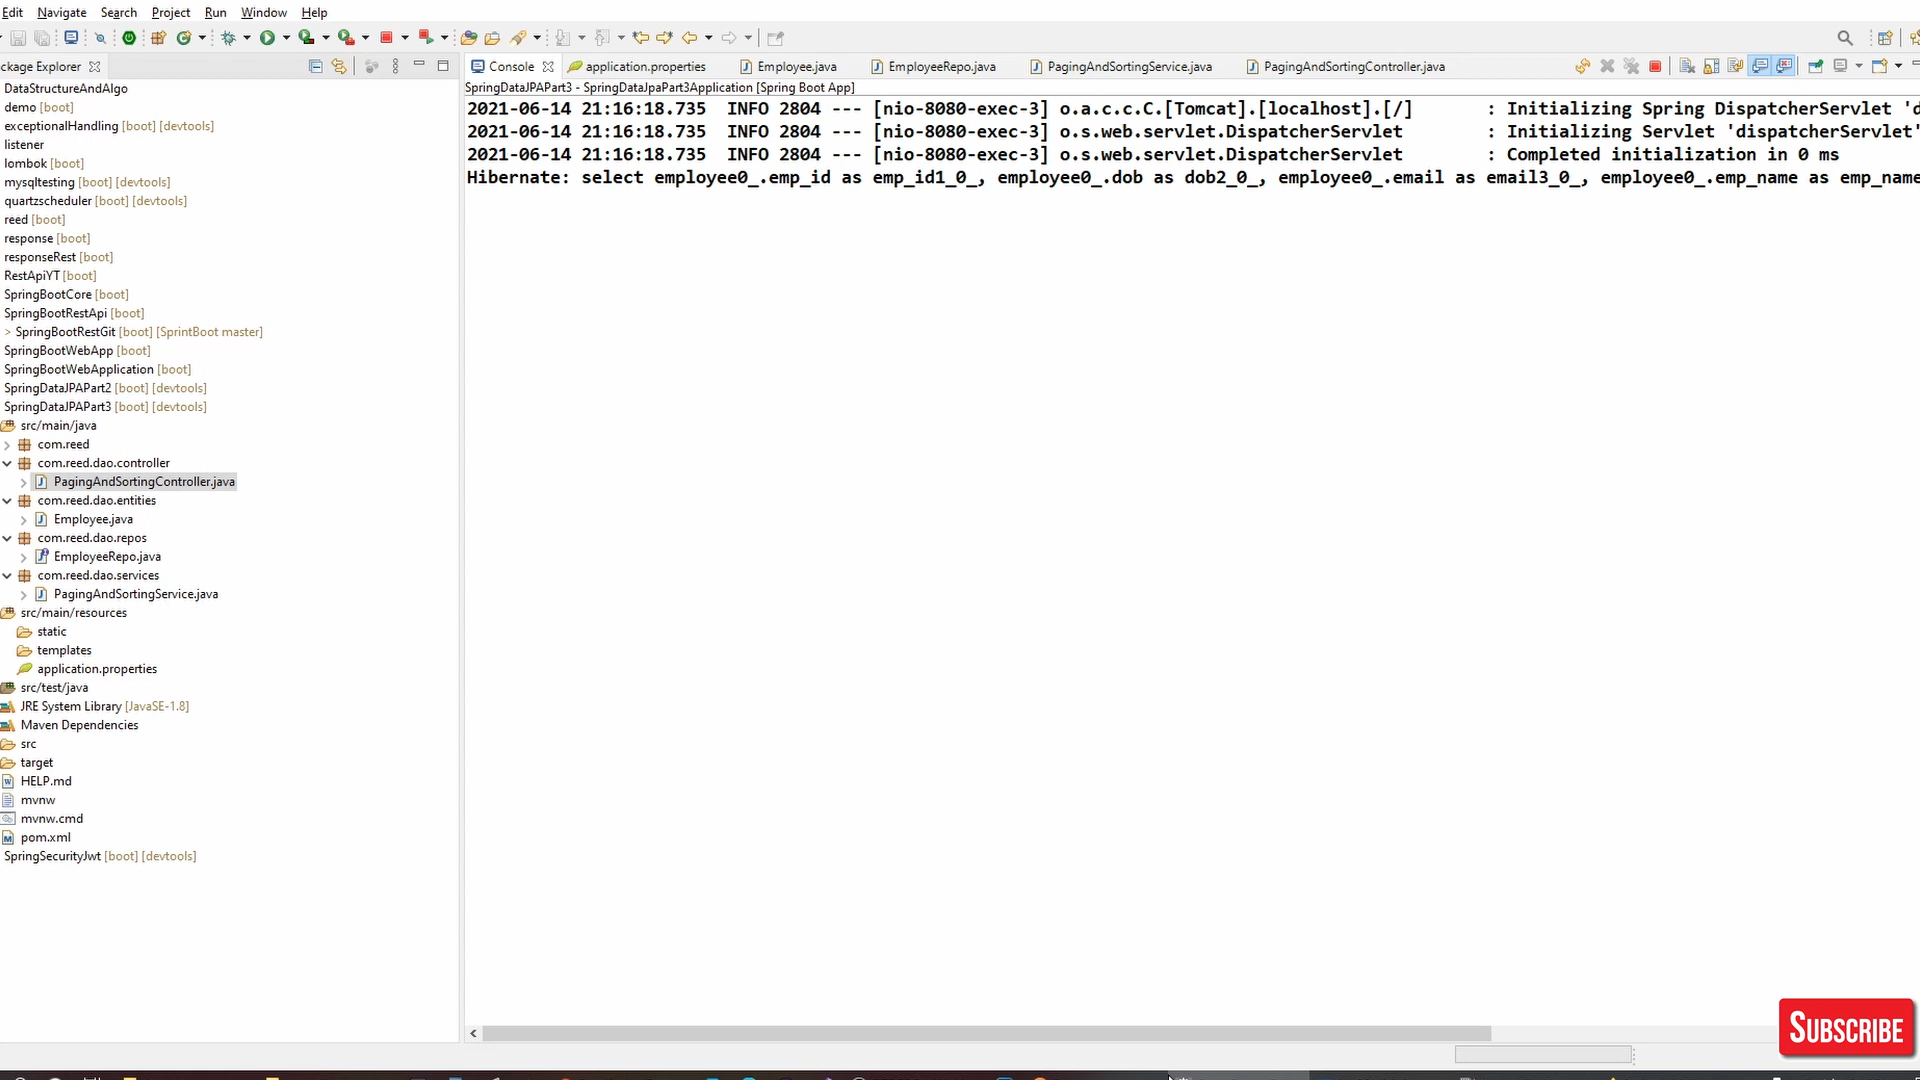 Edit Navigate Search Project Run Window Help
ckage Explorer
Console application.properties Employee.java EmployeeRepo.java PagingAndSortingService.java PagingAndSortingController.java
SpringDataJPAPart3 - SpringDataJpaPart3Application [Spring Boot App]
2021-06-14 21:16:18.735 INFO 2804 --- [nio-8080-exec-3] o.a.c.c.C.[Tomcat].[localhost].[/] : Initializing Spring DispatcherServlet 'd
2021-06-14 21:16:18.735 INFO 2804 --- [nio-8080-exec-3] o.s.web.servlet.DispatcherServlet : Initializing Servlet 'dispatcherServlet'
2021-06-14 21:16:18.735 INFO 2804 --- [nio-8080-exec-3] o.s.web.servlet.DispatcherServlet : Completed initialization in 0 ms
Hibernate: select employee0_.emp_id as emp_id1_0_, employee0_.dob as dob2_0_, employee0_.email as email3_0_, employee0_.emp_name as emp_name
DataStructureAndAlgo
demo [boot]
exceptionalHandling [boot] [devtools]
listener
lombok [boot]
mysqltesting [boot] [devtools]
quartzscheduler [boot] [devtools]
reed [boot]
response [boot]
responseRest [boot]
RestApiYT [boot]
SpringBootCore [boot]
SpringBootRestApi [boot]
> SpringBootRestGit [boot] [SprintBoot master]
SpringBootWebApp [boot]
SpringBootWebApplication [boot]
SpringDataJPAPart2 [boot] [devtools]
SpringDataJPAPart3 [boot] [devtools]
src/main/java
com.reed
com.reed.dao.controller
PagingAndSortingController.java
com.reed.dao.entities
Employee.java
com.reed.dao.repos
EmployeeRepo.java
com.reed.dao.services
PagingAndSortingService.java
src/main/resources
static
templates
application.properties
src/test/java
JRE System Library [JavaSE-1.8]
Maven Dependencies
src
target
HELP.md
mvnw
mvnw.cmd
pom.xml
SpringSecurityJwt [boot] [devtools]
SUBSCRIBE